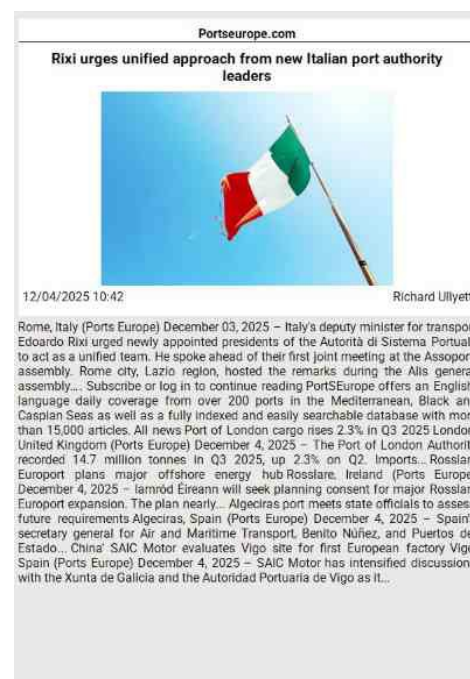 Portseurope.com
Rixi urges unified approach from new Italian port authority
leaders
12/04/2025 10:42
Richard Ullyett
Rome, Italy (Ports Europe) December 03, 2025 – Italy's deputy minister for transpor
Edoardo Rixi urged newly appointed presidents of the Autorità di Sistema Portual
to act as a unified team. He spoke ahead of their first joint meeting at the Assopor
assembly. Rome city, Lazio region, hosted the remarks during the Alis genera
assembly.... Subscribe or log in to continue reading PortSEurope offers an English
language daily coverage from over 200 ports in the Mediterranean, Black an
Caspian Seas as well as a fully indexed and easily searchable database with mor
than 15,000 articles. All news Port of London cargo rises 2.3% in Q3 2025 London
United Kingdom (Ports Europe) December 4, 2025 – The Port of London Authorit
recorded 14.7 million tonnes in Q3 2025, up 2.3% on Q2. Imports... Rosslar
Europort plans major offshore energy hub Rosslare, Ireland (Ports Europe
December 4, 2025 – Iarnród Éireann will seek planning consent for major Rosslar
Europort expansion. The plan nearly... Algeciras port meets state officials to asses
future requirements Algeciras, Spain (Ports Europe) December 4, 2025 – Spain'
secretary general for Air and Maritime Transport, Benito Núñez, and Puertos de
Estado... China' SAIC Motor evaluates Vigo site for first European factory Vigo
Spain (Ports Europe) December 4, 2025 – SAIC Motor has intensified discussion
with the Xunta de Galicia and the Autoridad Portuaria de Vigo as it...